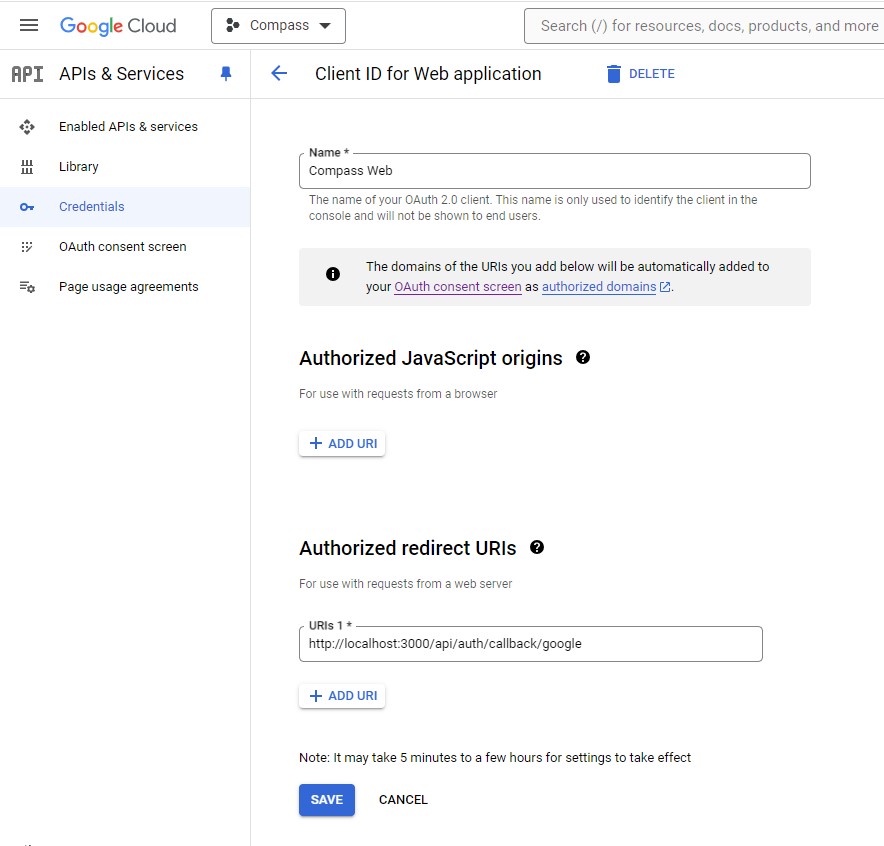 Google Cloud
Compass
Search (/) for resources, docs, products, and more
API
APIs & Services
Client ID for Web application
DELETE
Enabled APIs & services
Library
Credentials
OAuth consent screen
Page usage agreements
Name *
Compass Web
The name of your OAuth 2.0 client. This name is only used to identify the client in the
console and will not be shown to end users.
The domains of the URIs you add below will be automatically added to
your OAuth consent screen as authorized domains.
Authorized JavaScript origins
For use with requests from a browser
ADD URI
Authorized redirect URIs
For use with requests from a web server
URIs 1 *
http://localhost:3000/api/auth/callback/google
ADD URI
Note: It may take 5 minutes to a few hours for settings to take effect
SAVE
CANCEL